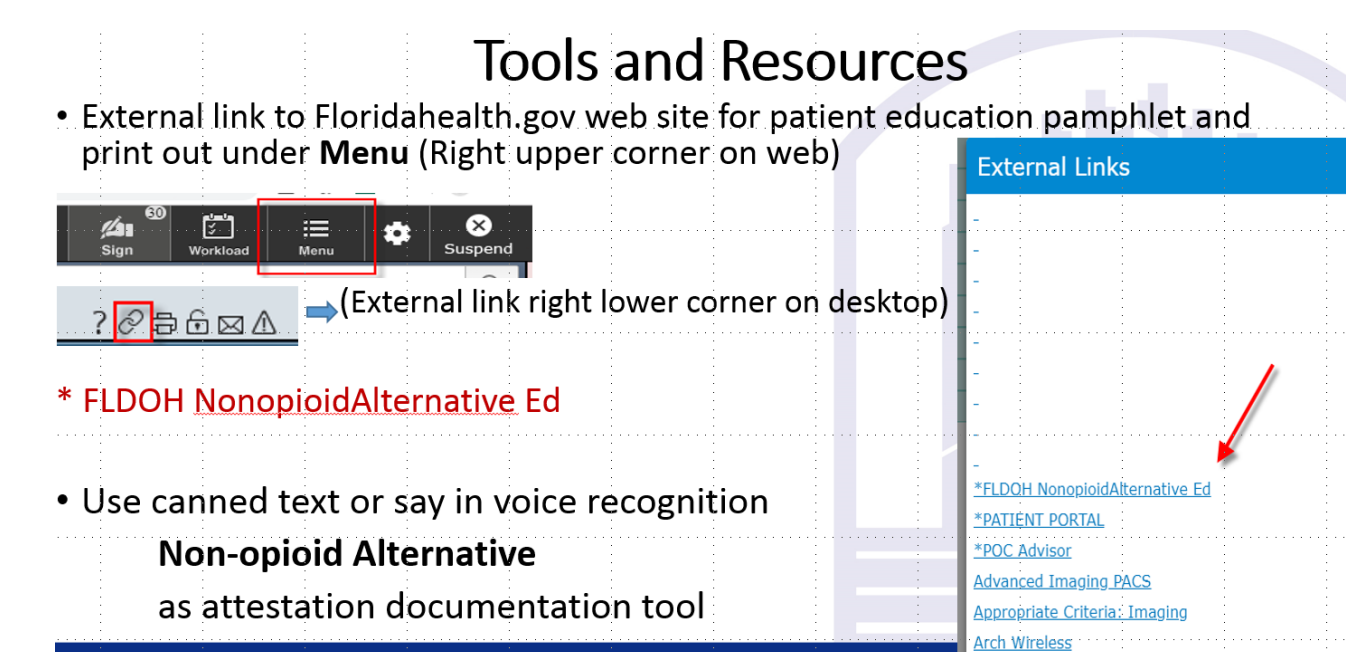 Tools and Resources
• External link to Floridahealth.gov web site for patient education pamphlet and
print out under Menu (Right upper corner on web)
External Links
-
-
-
-
-
-
-
-
-
30
Sign
Workload
Menu
Suspend
?
(External link right lower corner on desktop)
* FLDOH NonopioidAlternative Ed
• Use canned text or say in voice recognition
Non-opioid Alternative
as attestation documentation tool
*FLDOH NonopioidAlternative Ed
*PATIENT PORTAL
*POC Advisor
Advanced Imaging PACS
Appropriate Criteria: Imaging
Arch Wireless